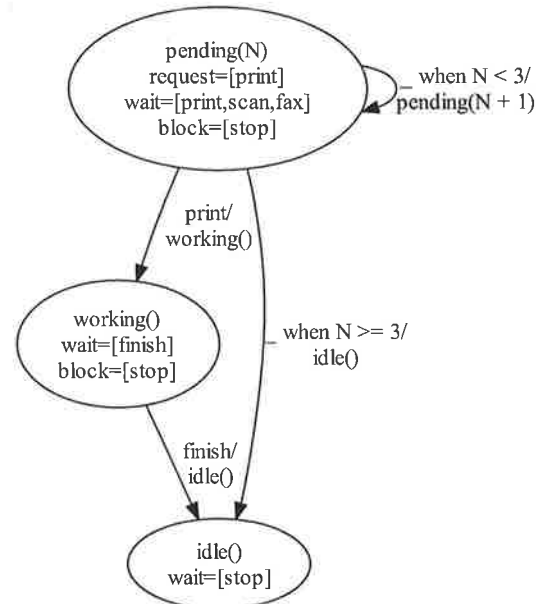 pending(N)
request=[print]
wait=[print,scan,fax]
block=[stop]
_ when N < 3/
pending(N + 1)
print/
working()
working()
wait=[finish]
block=[stop]
_ when N >= 3/
idle()
finish/
idle()
idle()
wait=[stop]